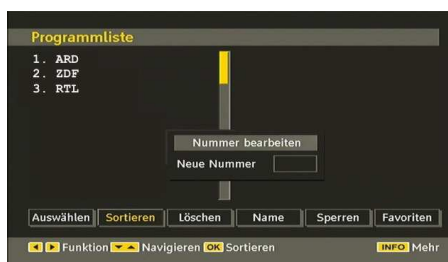 Programmliste
1. ARD
2. ZDF
3. RTL
Nummer bearbeiten
Neue Nummer
Auswählen Sortieren Löschen Name Sperren Favoriten
Funktion Navigieren OK Sortieren INFO Mehr